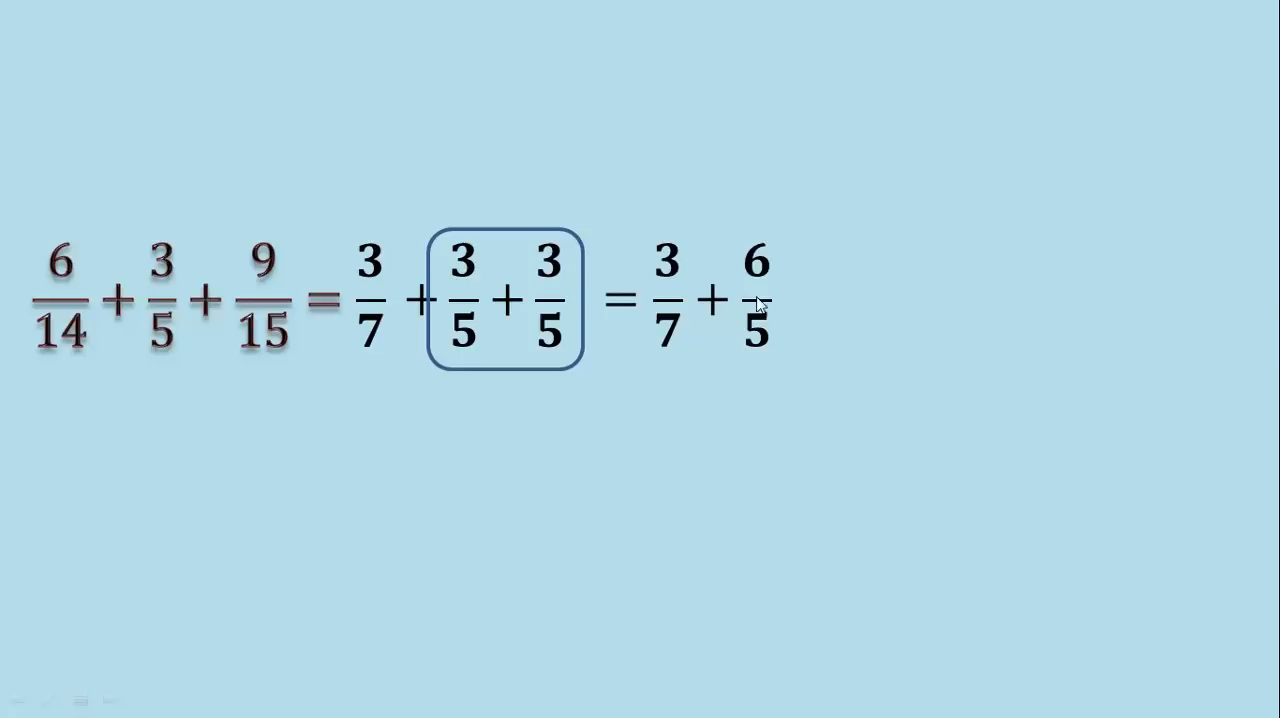 6/14 + 3/5 + 9/15 = 3/7 + 3/5 + 3/5 = 3/7 + 6/5